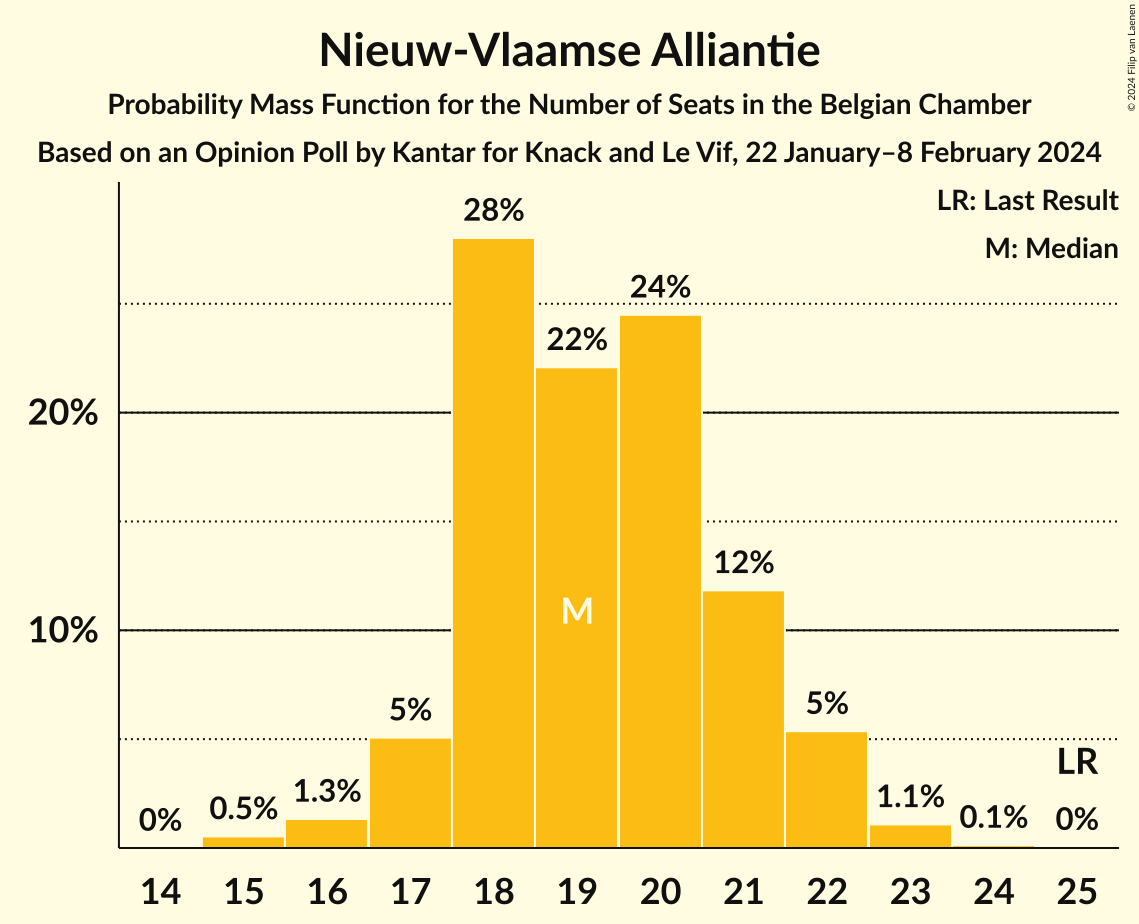 Nieuw-Vlaamse Alliantie
Probability Mass Function for the Number of Seats in the Belgian Chamber
Based on an Opinion Poll by Kantar for Knack and Le Vif, 22 January–8 February 2024
© 2024 Filip van Laenen
LR: Last Result
M: Median
28%
24%
22%
20%
12%
M
10%
5%
5%
LR
1.3%
1.1%
0.5%
0.1%
0%
0%
14 15 16 17 18 19 20 21 22 23 24 25